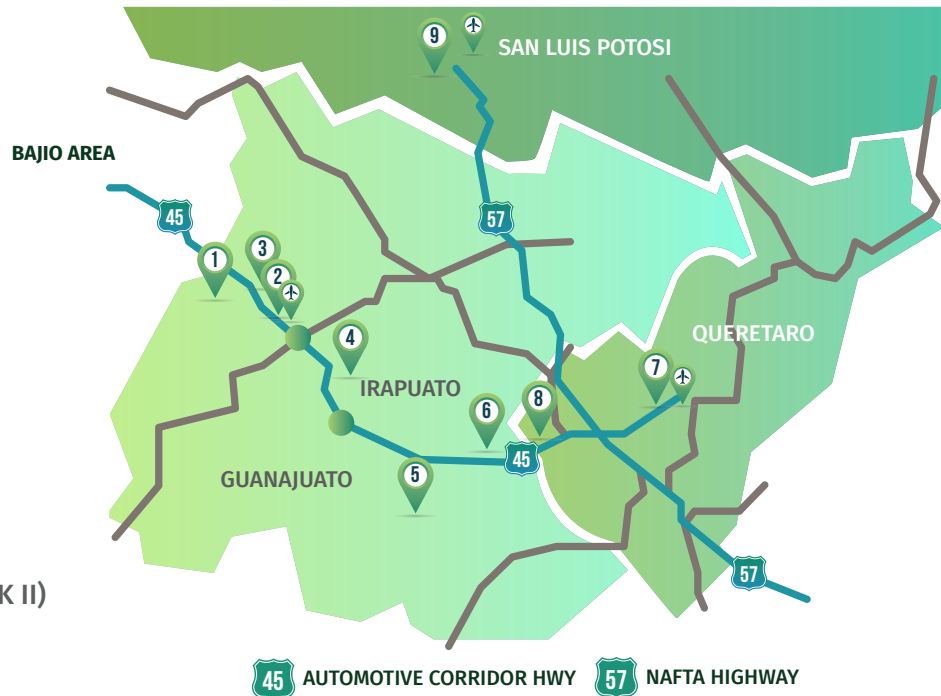 9
SAN LUIS POTOSI
BAJIO AREA
45
57
3
1
2
4
QUERETARO
7
IRAPUATO
8
6
45
GUANAJUATO
5
57
K II)
45 AUTOMOTIVE CORRIDOR HWY 57 NAFTA HIGHWAY